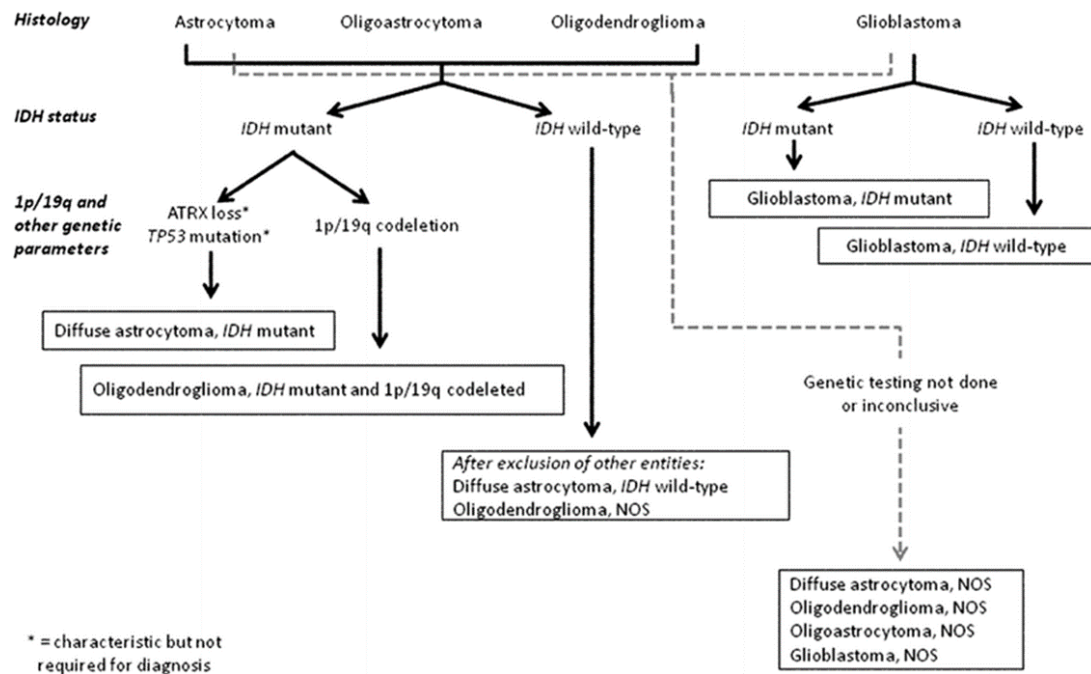 Histology
Astrocytoma
Oligoastrocytoma
Oligodendroglioma
Glioblastoma
IDH status
IDH mutant
IDH wild-type
IDH mutant
IDH wild-type
Glioblastoma, IDH mutant
Glioblastoma, IDH wild-type
1p/19q and
other genetic
parameters
ATRX loss*
TP53 mutation*
1p/19q codeletion
Diffuse astrocytoma, IDH mutant
Oligodendroglioma, IDH mutant and 1p/19q codeleted
Genetic testing not done
or inconclusive
After exclusion of other entities:
Diffuse astrocytoma, IDH wild-type
Oligodendroglioma, NOS
Diffuse astrocytoma, NOS
Oligodendroglioma, NOS
Oligoastrocytoma, NOS
Glioblastoma, NOS
* = characteristic but not
required for diagnosis